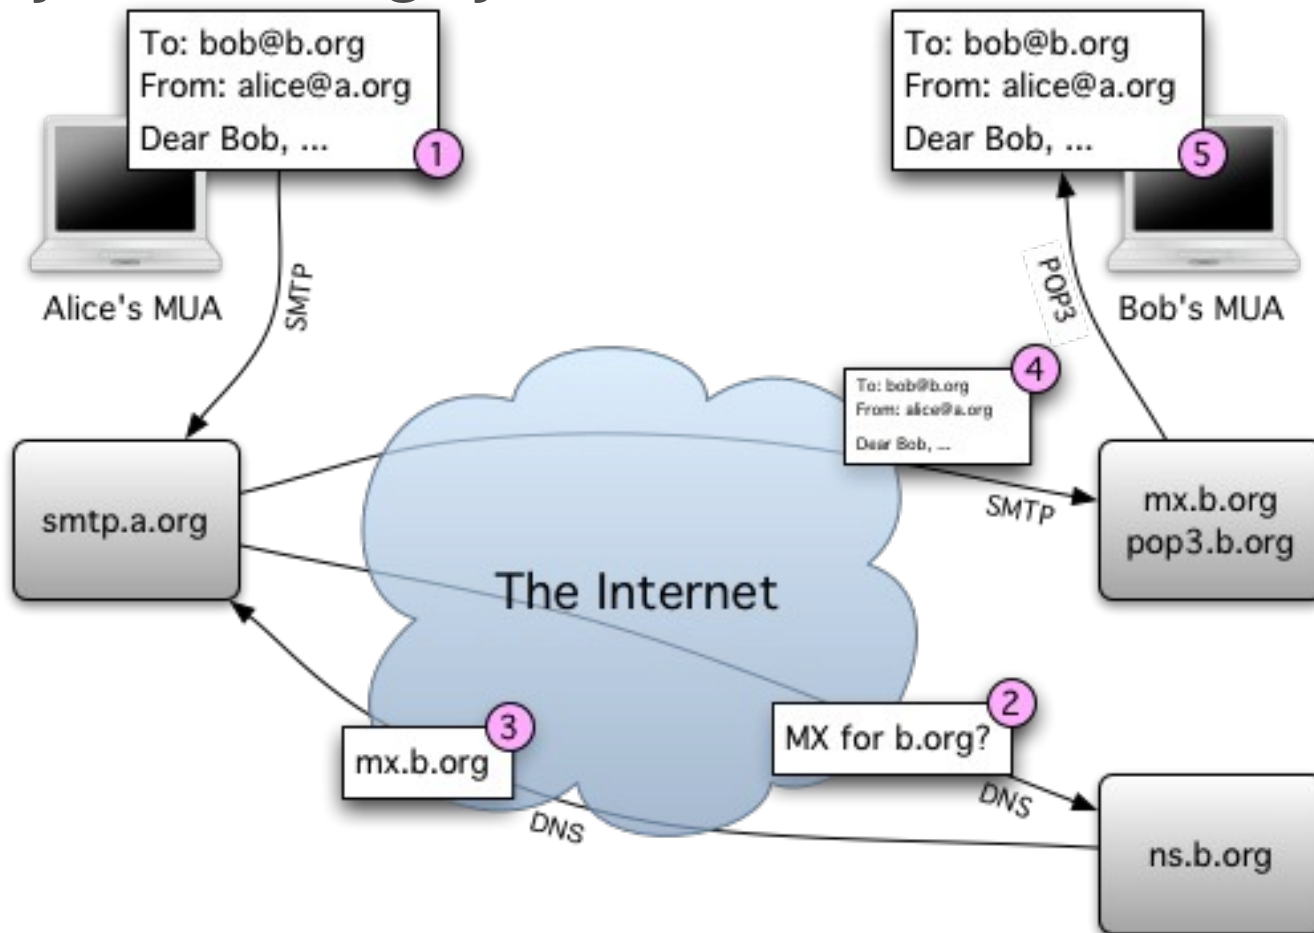 To: bob@b.org
From: alice@a.org
Dear Bob, ...
1
To: bob@b.org
From: alice@a.org
Dear Bob, ...
5
Alice's MUA
SMTP
POP3
Bob's MUA
4
To: bob@b.org
From: alice@a.org
Dear Bob, ...
smtp.a.org
SMTP
mx.b.org
pop3.b.org
The Internet
3
mx.b.org
2
MX for b.org?
DNS
DNS
ns.b.org